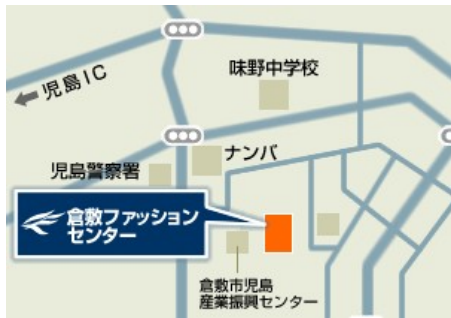 味野中学校
児島IC
ナンバ
児島警察署
倉敷ファッション
センター
倉敷市児島
産業振興センター